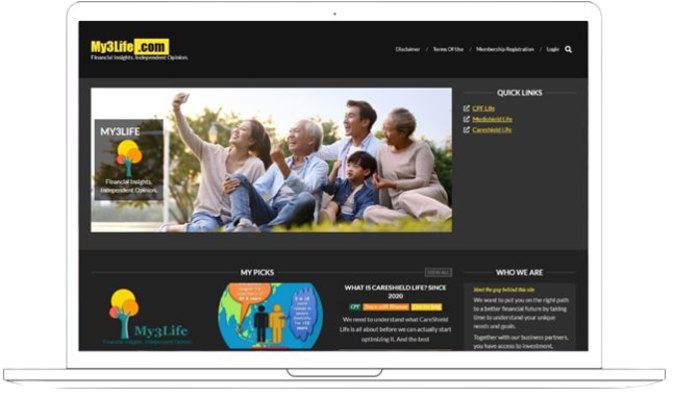 My3Life .com
Financial Insights. Independent Opinion.
Disclaimer / Terms Of Use / Membership Registration / Login
QUICK LINKS
CPF Life
Medishield Life
Careshield Life
MY3LIFE
Financial Insights.
Independent Opinion.
MY PICKS
VIEW ALL
My3Life
Financial Insights. Independent Opinion.
WHAT IS CARESHIELD LIFE? SINCE
2020
CPF
We need to understand what CareShield
Life is all about before we can actually start
optimizing it. And the best
WHO WE ARE
Meet the guy behind this site
We want to put you on the right path
to a better financial future by taking
time to understand your unique
needs and goals.
Together with our business partners,
you have access to investment,